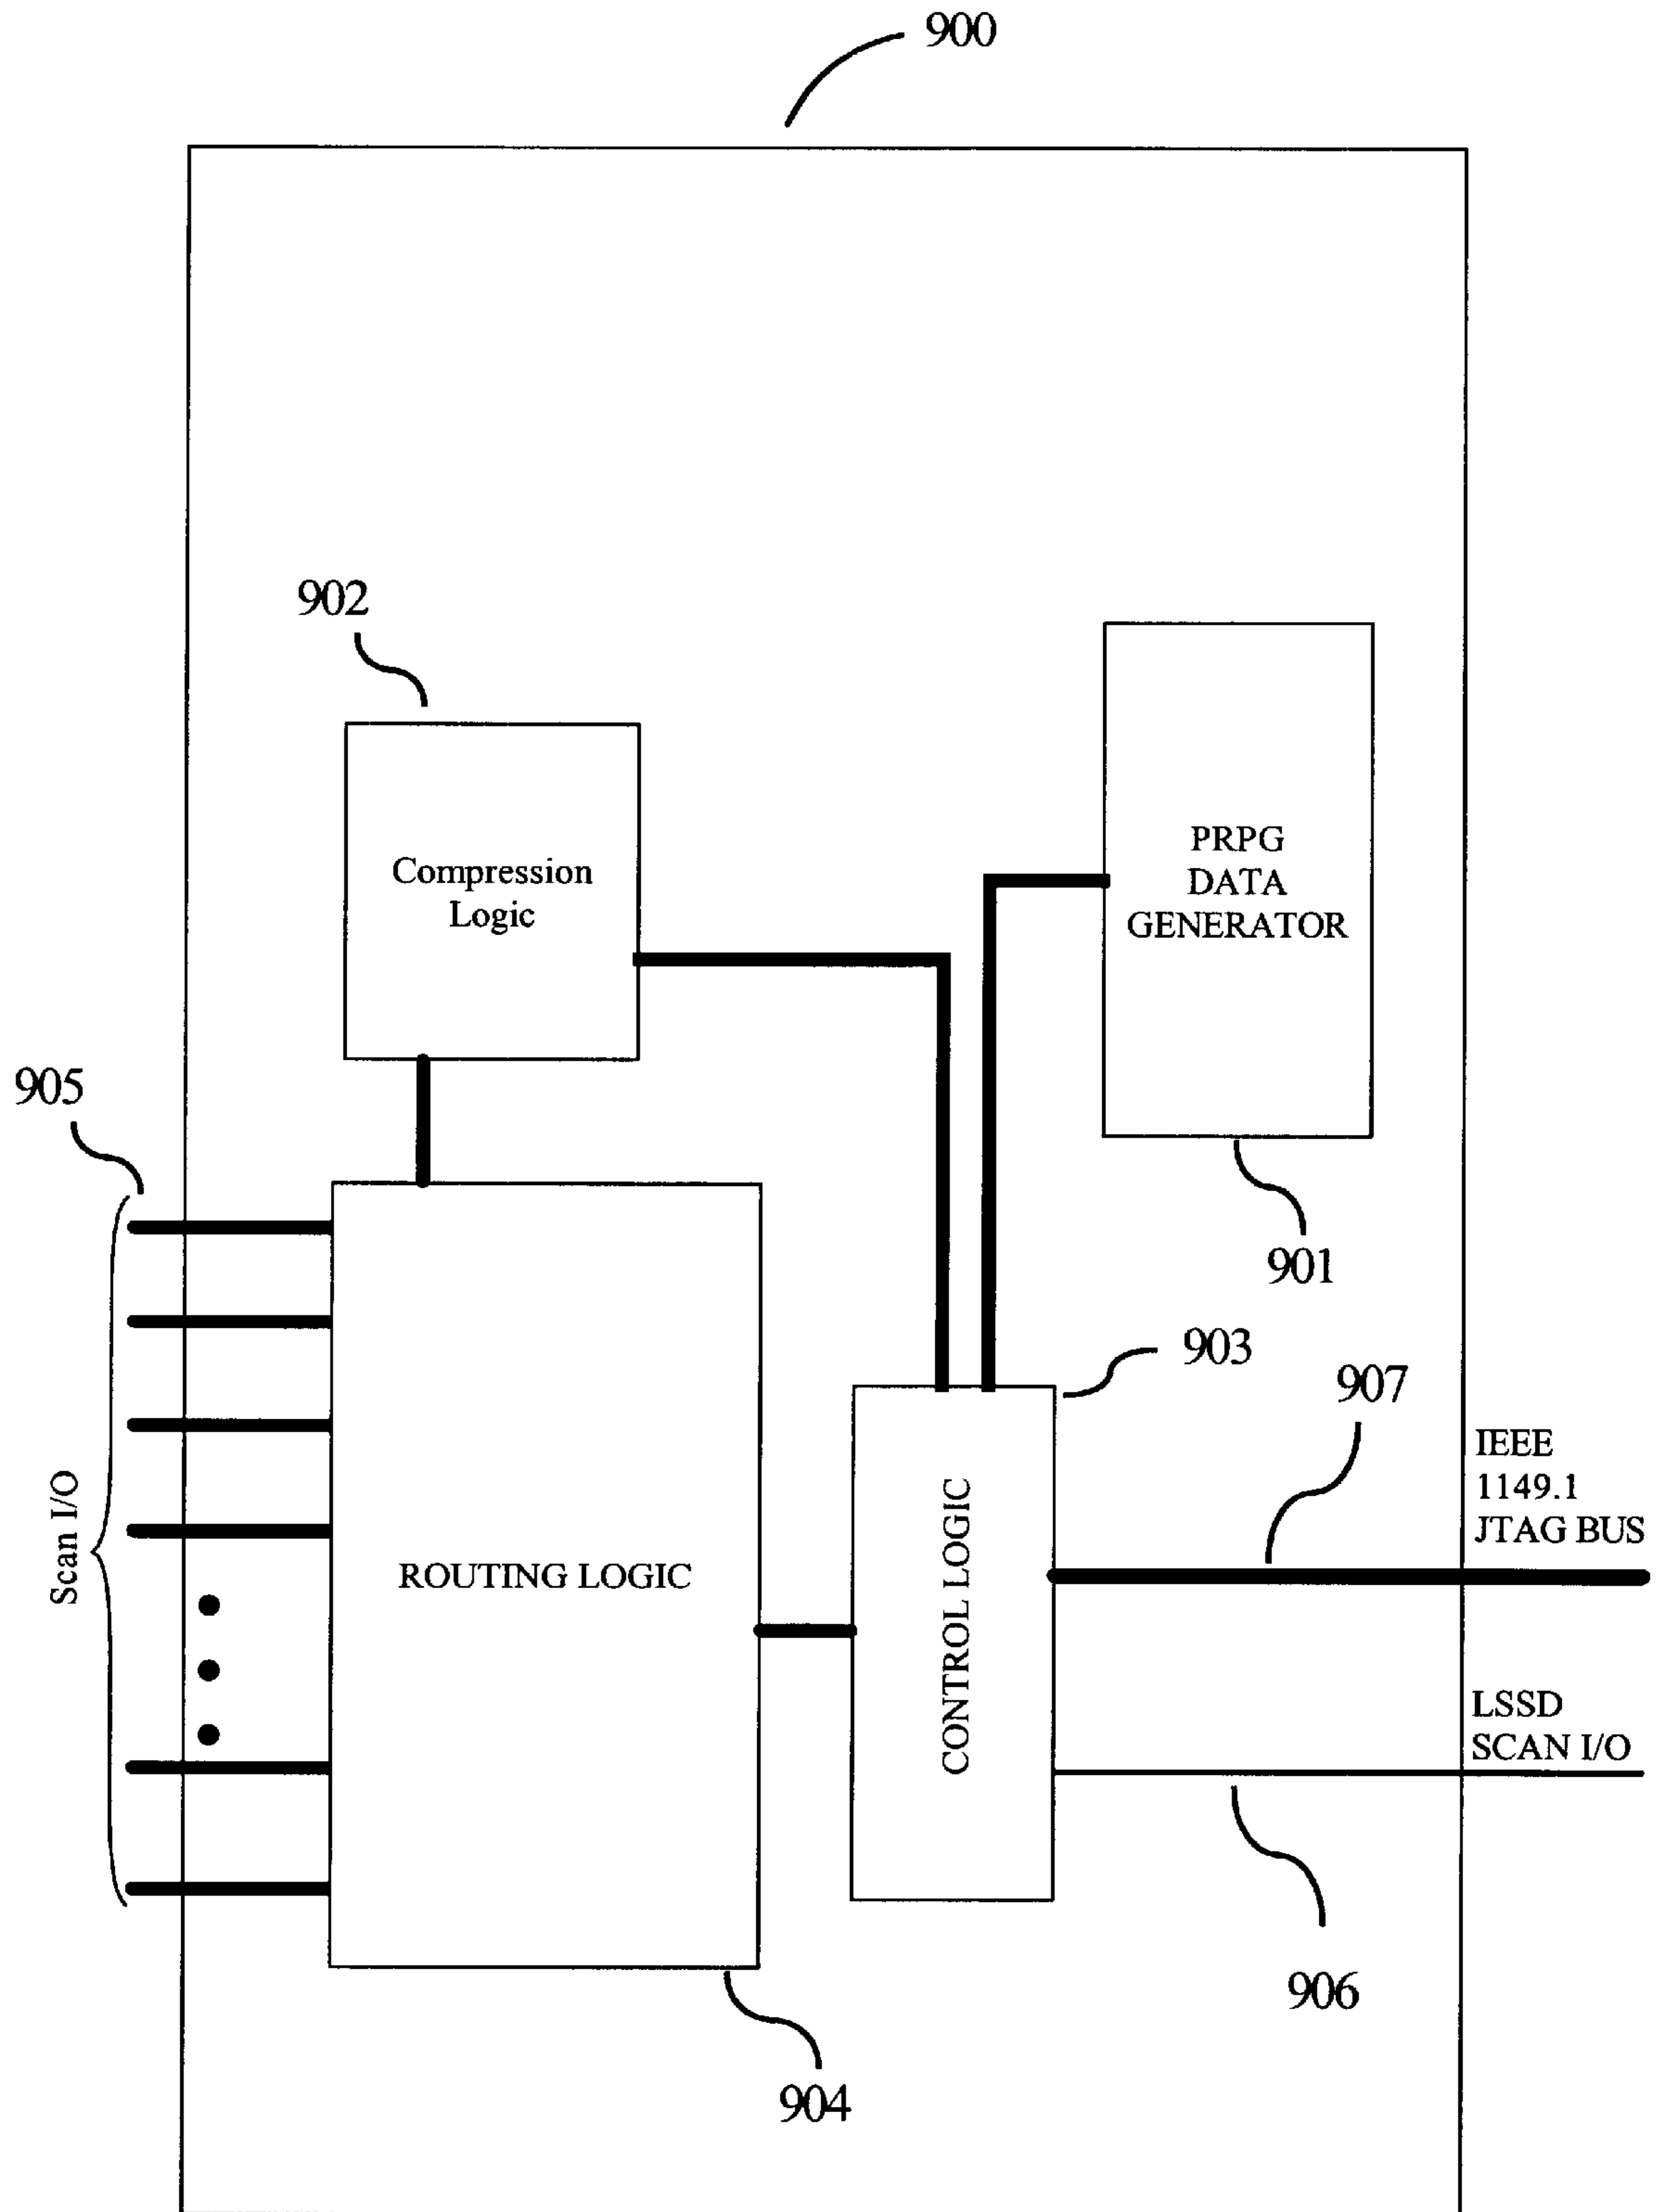 900
902
Compression
Logic
PRPG
DATA
GENERATOR
905
901
903
907
Scan I/O
ROUTING LOGIC
CONTROL LOGIC
IEEE
1149.1
JTAG BUS
LSSD
SCAN I/O
906
904